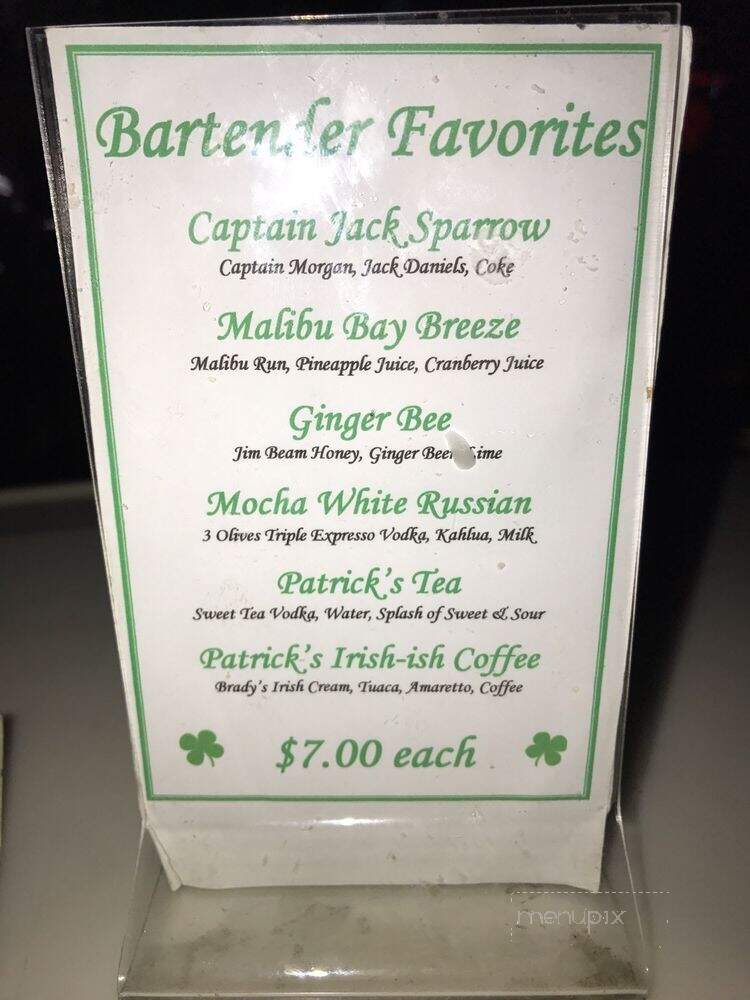 Bartender Favorites
Captain Jack Sparrow
Captain Morgan, Jack Daniels, Coke
Malibu Bay Breeze
Malibu Run, Pineapple Juice, Cranberry Juice
Ginger Bee
Jim Beam Honey, Ginger Beer, Lime
Mocha White Russian
3 Olives Triple Expresso Vodka, Kahlua, Milk
Patrick's Tea
Sweet Tea Vodka, Water, Splash of Sweet & Sour
Patrick's Irish-ish Coffee
Brady's Irish Cream, Tuaca, Amaretto, Coffee
$7.00 each
menupix